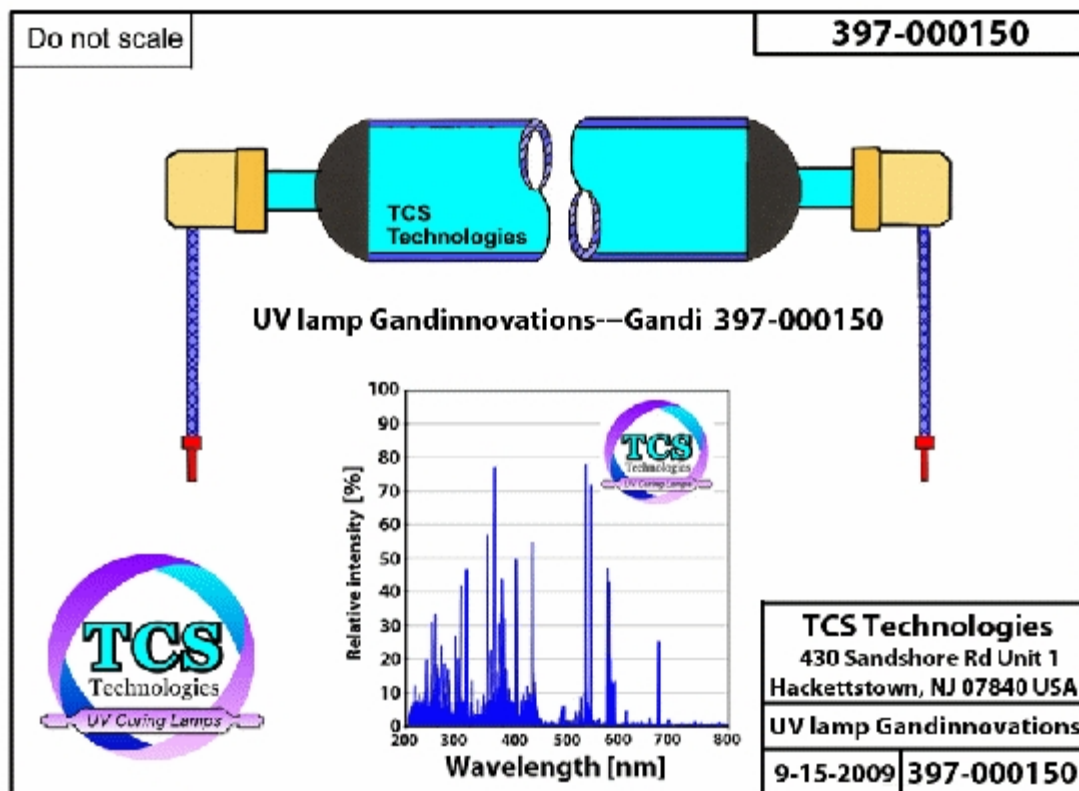 Do not scale
397-000150
TCS
Technologies
UV lamp Gandinnovations---Gandi 397-000150
100
90
80
70
60
50
40
30
20
10
0
Relative intensity [%]
TCS
Technologies
UV Curing Lamps
200 300 400 500 600 700 800
Wavelength [nm]
TCS
Technologies
UV Curing Lamps
TCS Technologies
430 Sandshore Rd Unit 1
Hackettstown, NJ 07840 USA
UV lamp Gandinnovations
9-15-2009 397-000150